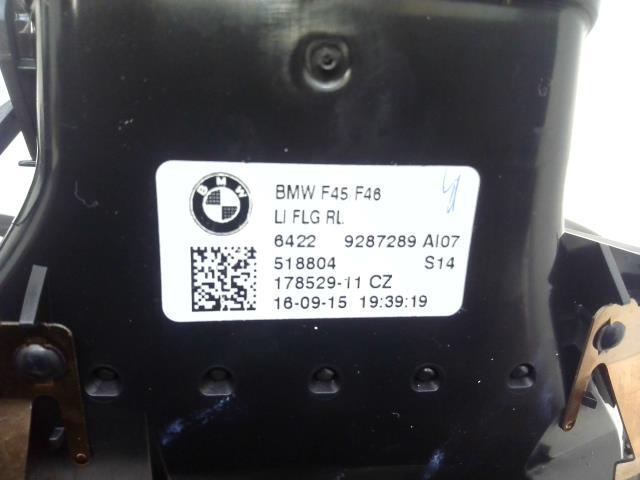 BMW
BMW F45/F46
LI FLG RL
6422 9287289 AI07
518804 S14
178529-11 CZ
16-09-15 19:39:19